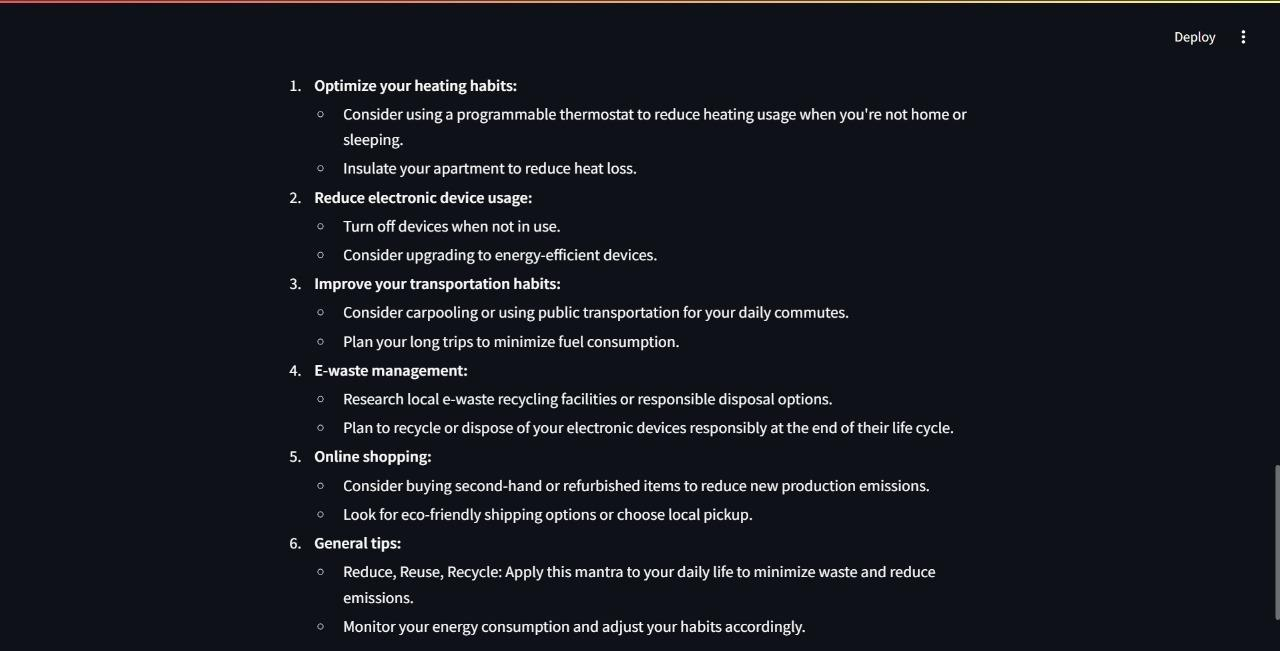 Deploy
1. Optimize your heating habits:
Consider using a programmable thermostat to reduce heating usage when you're not home or
sleeping.
Insulate your apartment to reduce heat loss.
2. Reduce electronic device usage:
Turn off devices when not in use.
Consider upgrading to energy-efficient devices.
3. Improve your transportation habits:
Consider carpooling or using public transportation for your daily commutes.
Plan your long trips to minimize fuel consumption.
4. E-waste management:
Research local e-waste recycling facilities or responsible disposal options.
Plan to recycle or dispose of your electronic devices responsibly at the end of their life cycle.
5. Online shopping:
Consider buying second-hand or refurbished items to reduce new production emissions.
Look for eco-friendly shipping options or choose local pickup.
6. General tips:
Reduce, Reuse, Recycle: Apply this mantra to your daily life to minimize waste and reduce
emissions.
Monitor your energy consumption and adjust your habits accordingly.